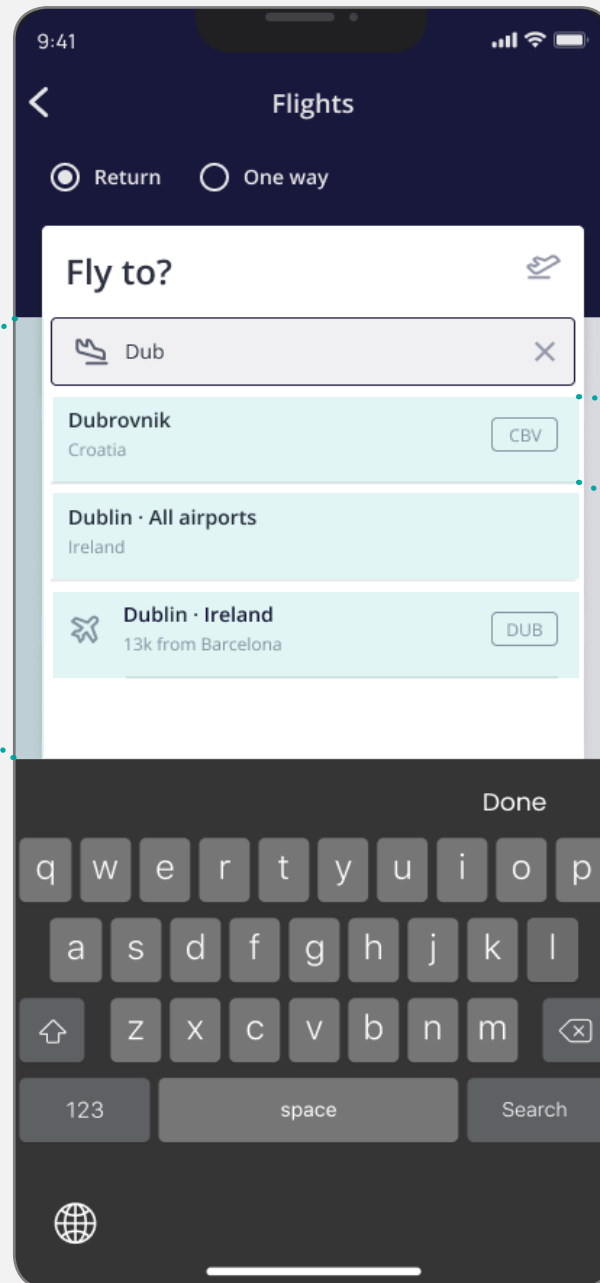 9:41
Flights
Return One way
Fly to?
Dub
Dubrovnik
Croatia
CBV
Dublin · All airports
Ireland
Dublin · Ireland
13k from Barcelona
DUB
Done
q w e r t y u i o p
a s d f g h j k l
z x c v b n m
123 space Search